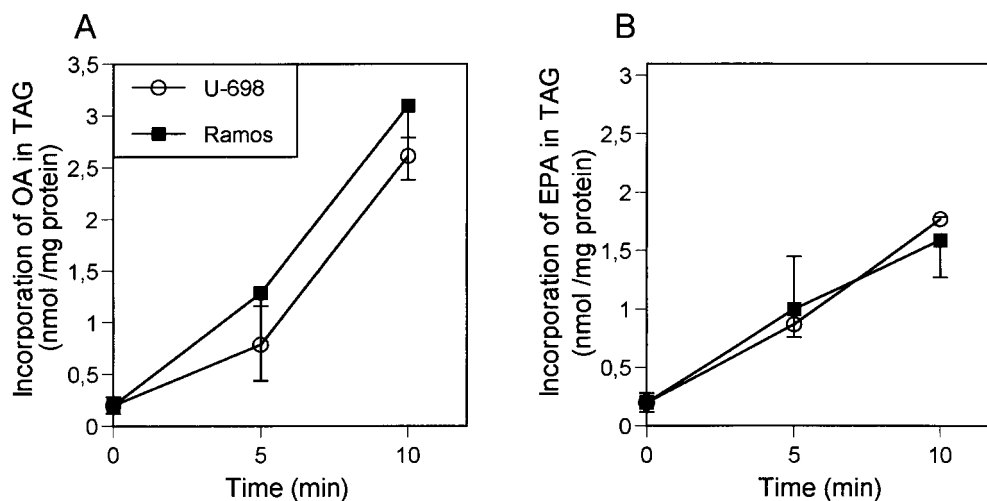 A
Incorporation of OA in TAG
(nmol /mg protein)
3,5
3
2,5
2
1,5
1
0,5
0
U-698
Ramos
0 5 10
Time (min)
B
Incorporation of EPA in TAG
(nmol /mg protein)
3
2,5
2
1,5
1
0,5
0
0 5 10
Time (min)